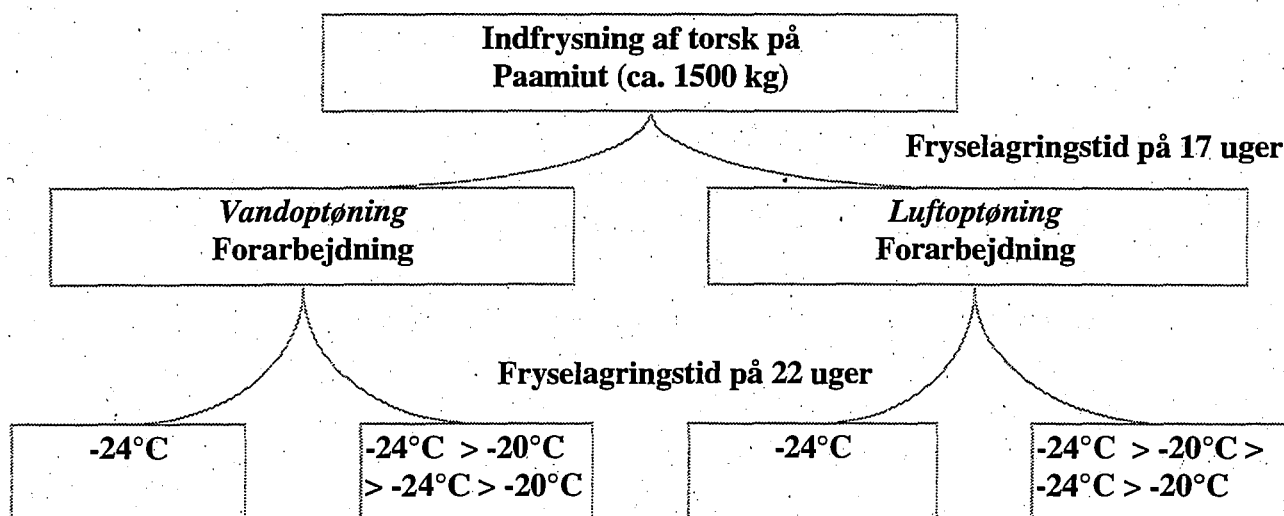 Indfrysning af torsk på
Paamiut (ca. 1500 kg)
Fryselagringstid på 17 uger
Vandoptøning
Forarbejdning
Luftoptøning
Forarbejdning
Fryselagringstid på 22 uger
-24°C
-24°C > -20°C
> -24°C > -20°C
-24°C
-24°C > -20°C >
-24°C > -20°C